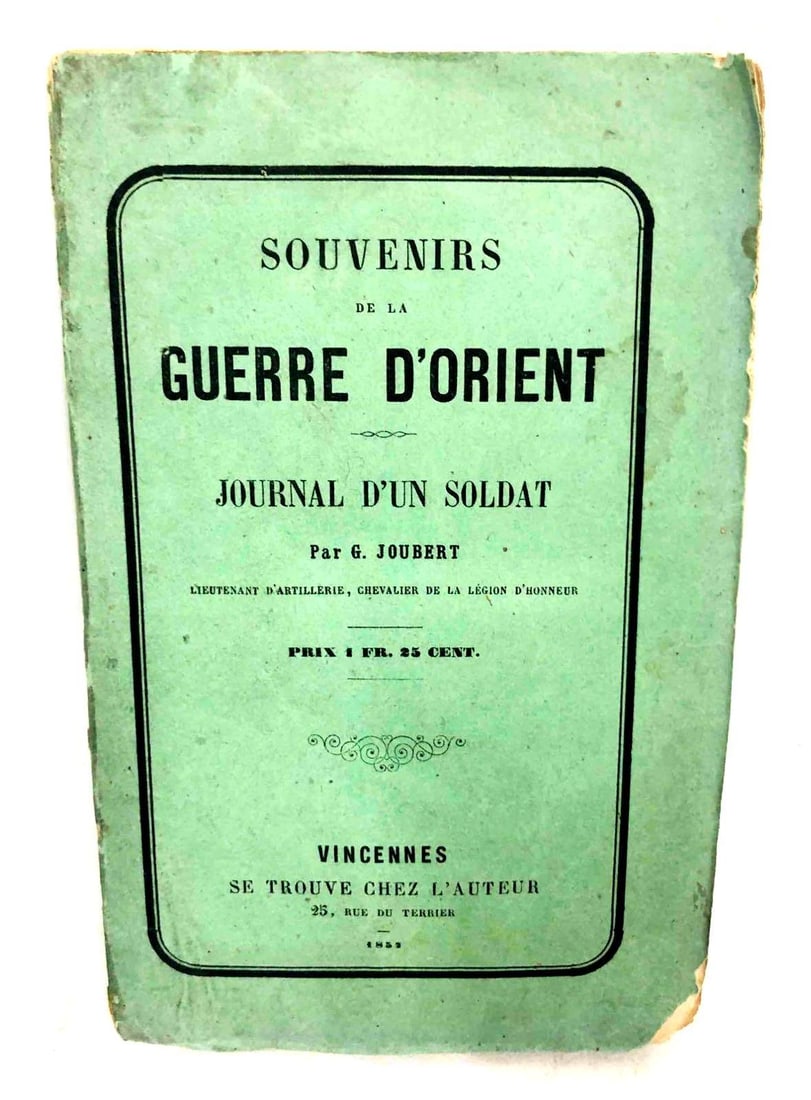 SOUVENIRS
DE LA
GUERRE D'ORIENT
JOURNAL D'UN SOLDAT
Par G. JOUBERT
LIEUTENANT D'ARTILLERIE, CHEVALIER DE LA LÉGION D'HONNEUR
PRIX 1 FR. 25 CENT.
VINCENNES
SE TROUVE CHEZ L'AUTEUR
25, RUE DU TERRIER